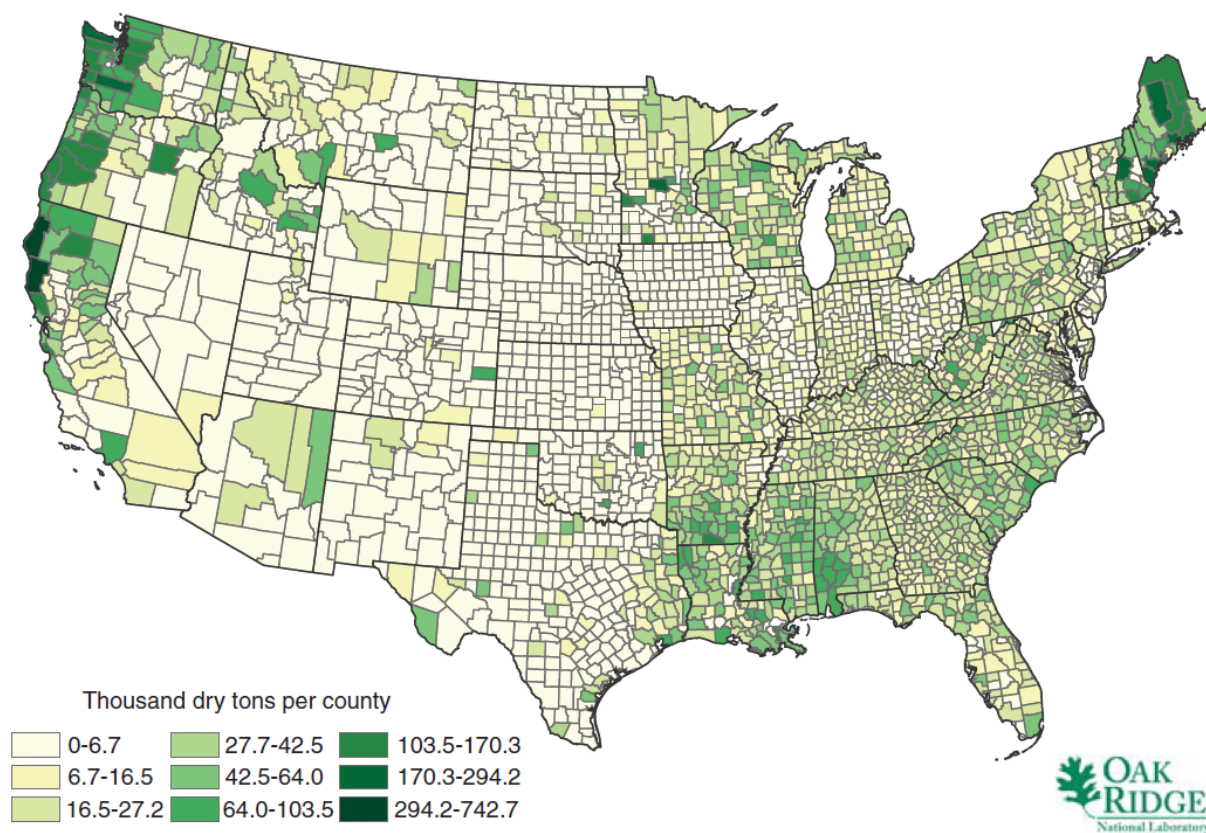 Thousand dry tons per county
0-6.7
27.7-42.5
103.5-170.3
6.7-16.5
42.5-64.0
170.3-294.2
16.5-27.2
64.0-103.5
294.2-742.7
OAK
RIDGE
National Laboratory